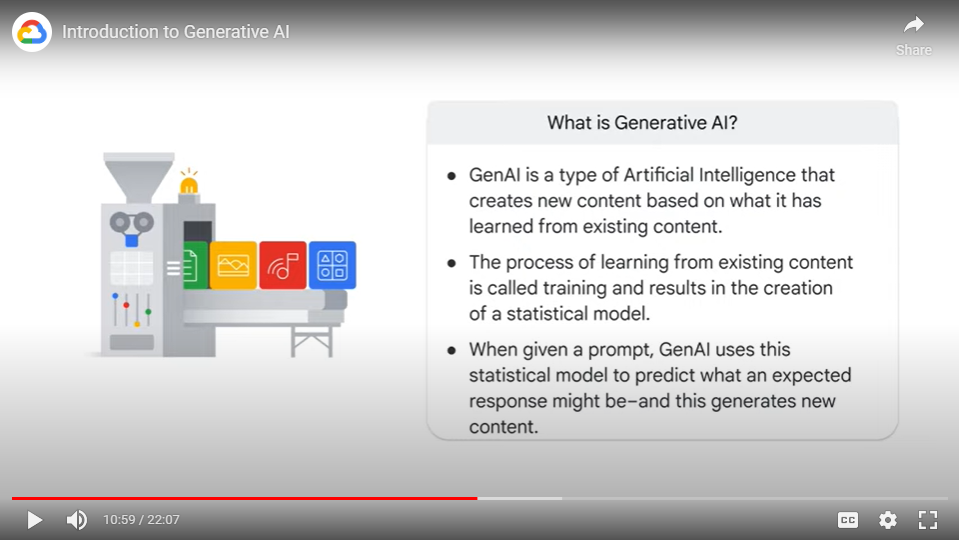 Introduction to Generative AI
Share
What is Generative AI?
● GenAI is a type of Artificial Intelligence that
creates new content based on what it has
learned from existing content.
● The process of learning from existing content
is called training and results in the creation
of a statistical model.
● When given a prompt, GenAI uses this
statistical model to predict what an expected
response might be–and this generates new
content.
10:59 / 22:07
CC